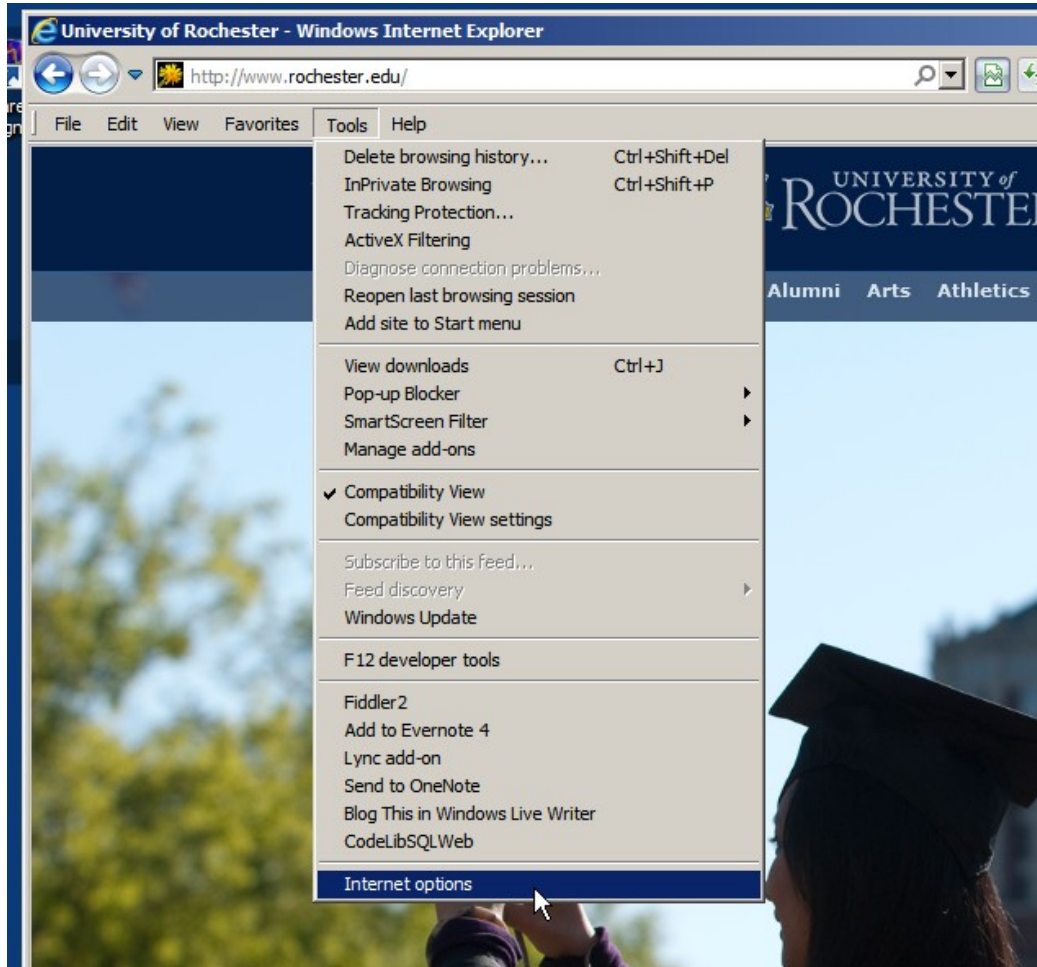 University of Rochester - Windows Internet Explorer
http://www.rochester.edu/
File Edit View Favorites Tools Help
Delete browsing history... Ctrl+Shift+Del
InPrivate Browsing Ctrl+Shift+P
Tracking Protection...
ActiveX Filtering
Diagnose connection problems...
Reopen last browsing session
Add site to Start menu
View downloads Ctrl+J
Pop-up Blocker
SmartScreen Filter
Manage add-ons
Compatibility View
Compatibility View settings
Subscribe to this feed...
Feed discovery
Windows Update
F12 developer tools
Fiddler2
Add to Evernote 4
Lync add-on
Send to OneNote
Blog This in Windows Live Writer
CodeLibSQLWeb
Internet options
UNIVERSITY of
ROCHESTE
Alumni Arts Athletics